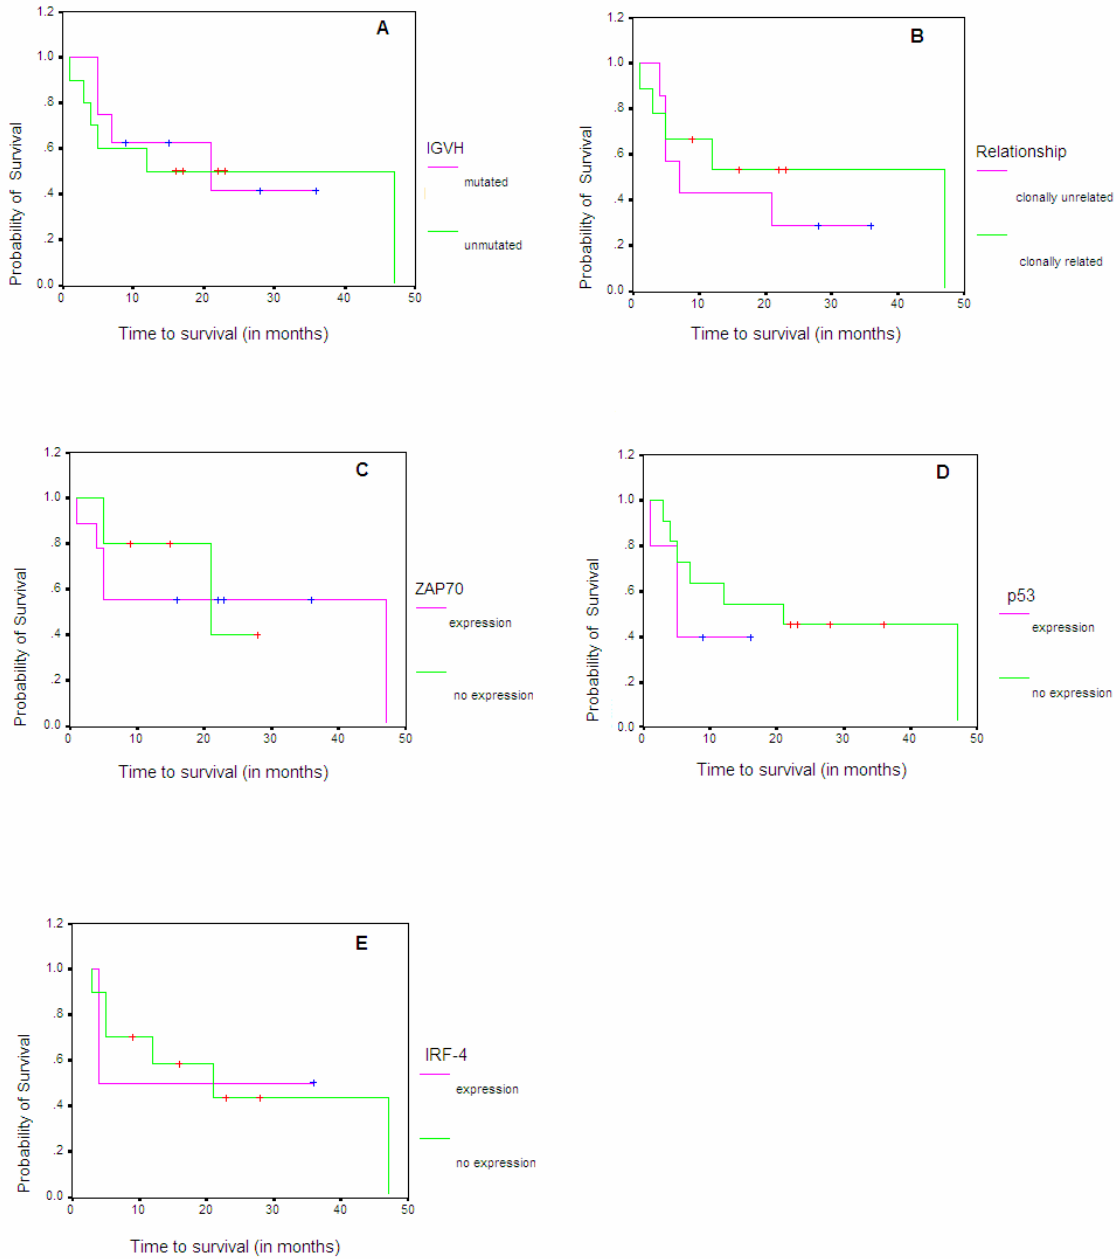 A
1.2
1.0
.8
.6
.4
.2
0.0
0 10 20 30 40 50
Probability of Survival
Time to survival (in months)
IGVH
mutated
unmutated
B
1.2
1.0
.8
.6
.4
.2
0.0
0 10 20 30 40 50
Probability of Survival
Time to survival (in months)
Relationship
clonally unrelated
clonally related
C
1.2
1.0
.8
.6
.4
.2
0.0
0 10 20 30 40 50
Probability of Survival
Time to survival (in months)
ZAP70
expression
no expression
D
1.2
1.0
.8
.6
.4
.2
0.0
0 10 20 30 40 50
Probability of Survival
Time to survival (in months)
p53
expression
no expression
E
1.2
1.0
.8
.6
.4
.2
0.0
0 10 20 30 40 50
Probability of Survival
Time to survival (in months)
IRF-4
expression
no expression